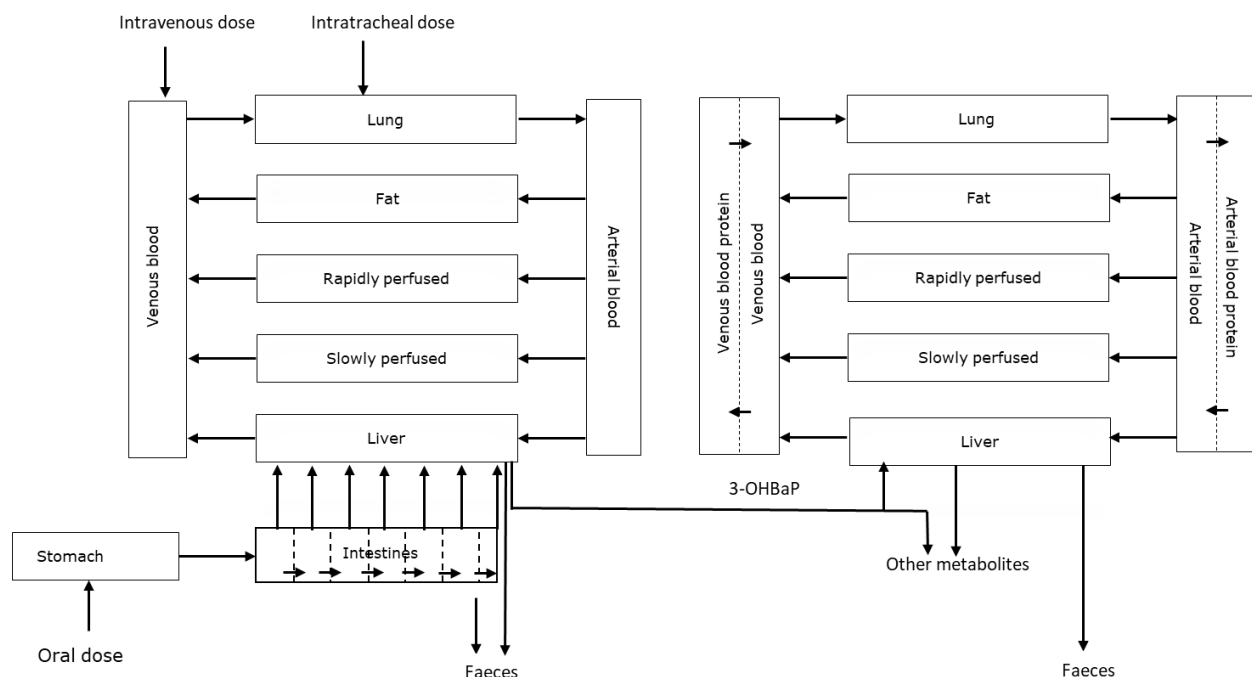 Intravenous dose
Intratracheal dose
Lung
Fat
Rapidly perfused
Slowly perfused
Liver
Venous blood
Arterial blood
Stomach
Intestines
Oral dose
Faeces
Venous blood protein
Venous blood
Lung
Fat
Rapidly perfused
Slowly perfused
Liver
Arterial blood
Arterial blood protein
3-OHBaP
Other metabolites
Faeces